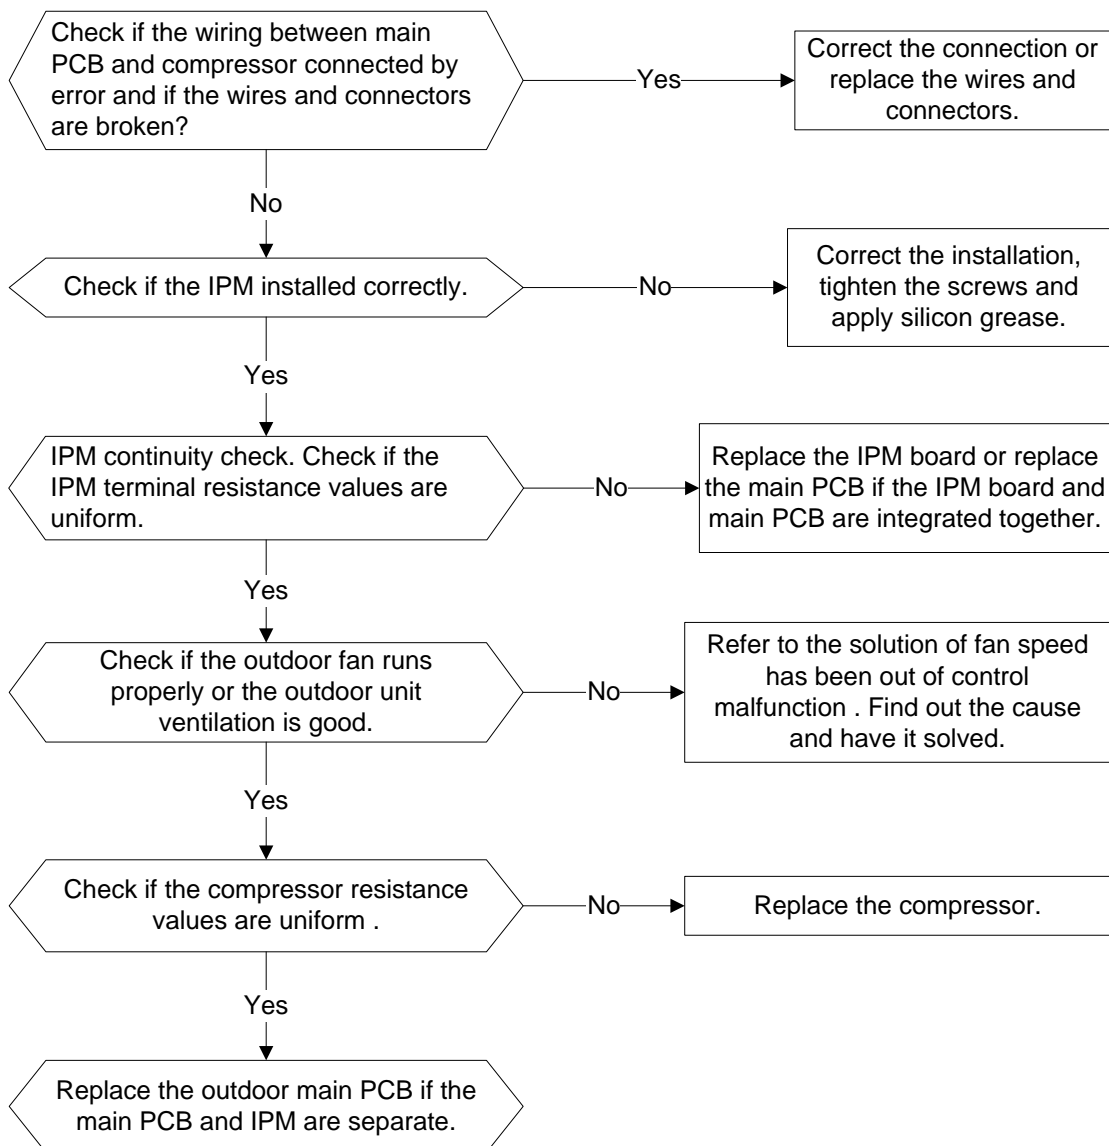 Check if the wiring between main
PCB and compressor connected by
error and if the wires and connectors
are broken?
Yes
Correct the connection or
replace the wires and
connectors.
No
Check if the IPM installed correctly.
No
Correct the installation,
tighten the screws and
apply silicon grease.
Yes
IPM continuity check. Check if the
IPM terminal resistance values are
uniform.
No
Replace the IPM board or replace
the main PCB if the IPM board and
main PCB are integrated together.
Yes
Check if the outdoor fan runs
properly or the outdoor unit
ventilation is good.
No
Refer to the solution of fan speed
has been out of control
malfunction . Find out the cause
and have it solved.
Yes
Check if the compressor resistance
values are uniform .
No
Replace the compressor.
Yes
Replace the outdoor main PCB if the
main PCB and IPM are separate.